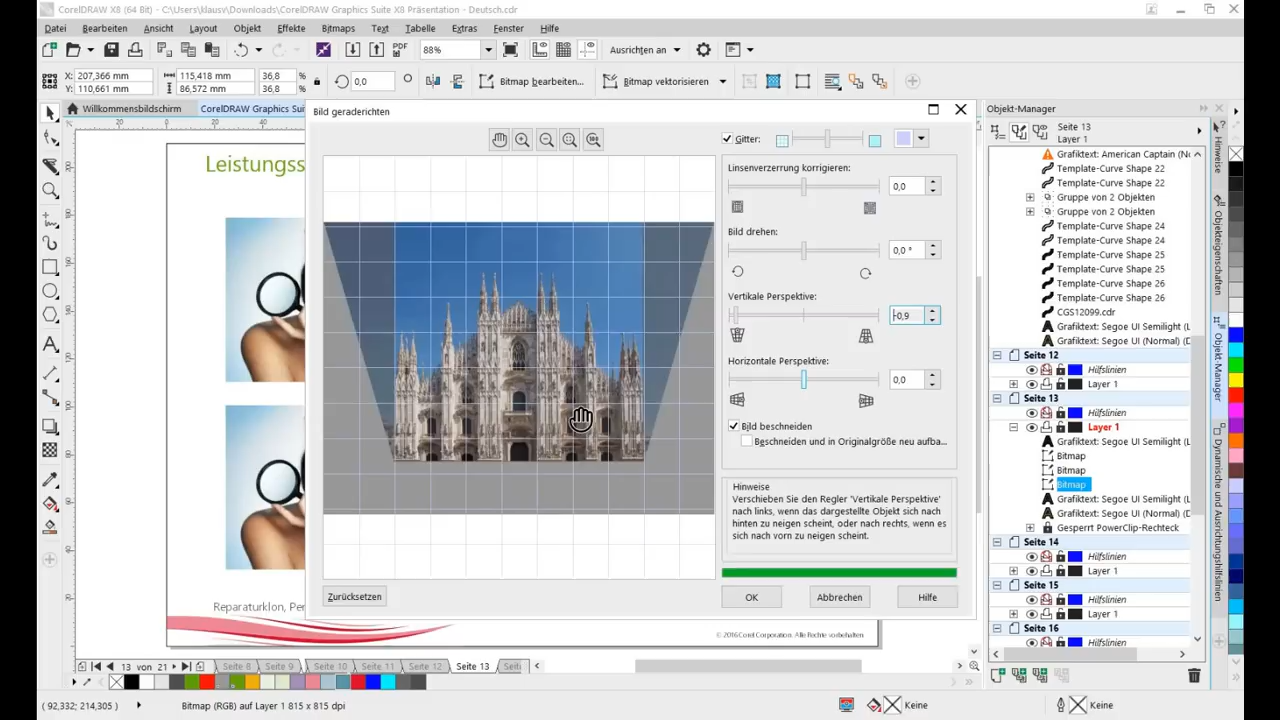 CorelDRAW X8 (64 Bit) - C:\Users\klausv\Downloads\CorelDRAW Graphics Suite X8 Präsentation - Deutsch.cdr
Datei Bearbeiten Ansicht Layout Objekt Effekte Bitmaps Text Tabelle Extras Fenster Hilfe
PDF 88% Ausrichten an
X: 207,366 mm 115,418 mm 36,8 % 0,0 ° Bitmap bearbeiten... Bitmap vektorisieren
Y: 110,661 mm 86,572 mm 36,8 %
Willkommensbildschirm CorelDRAW Graphics Sui
20 0 20 40 60
Leistungss
Reparaturklon, Per
© 2016 Corel Corporation. Alle Rechte vorbehalten
Bild geraderichten
Gitter:
Linsenverzerrung korrigieren:
0,0
Bild drehen:
0,0 °
Vertikale Perspektive:
-0,9
Horizontale Perspektive:
0,0
Bild beschneiden
Beschneiden und in Originalgröße neu aufba...
Hinweise
Verschieben Sie den Regler 'Vertikale Perspektive'
nach links, wenn das dargestellte Objekt sich nach
hinten zu neigen scheint, oder nach rechts, wenn es
sich nach vorn zu neigen scheint.
Zurücksetzen OK Abbrechen Hilfe
Objekt-Manager
Seite 13
Layer 1
Grafiktext: American Captain (No
Template-Curve Shape 22
Template-Curve Shape 22
Gruppe von 2 Objekten
Gruppe von 2 Objekten
Template-Curve Shape 24
Template-Curve Shape 24
Template-Curve Shape 25
Template-Curve Shape 25
Template-Curve Shape 26
Template-Curve Shape 26
CGS12099.cdr
Grafiktext: Segoe UI Semilight (L
Grafiktext: Segoe UI (Normal) (D
Seite 12
Hilfslinien
Layer 1
Seite 13
Hilfslinien
Layer 1
Grafiktext: Segoe UI Semilight (L
Bitmap
Bitmap
Bitmap
Grafiktext: Segoe UI Semilight (L
Grafiktext: Segoe UI (Normal) (D
Gesperrt PowerClip-Rechteck
Seite 14
Hilfslinien
Layer 1
Seite 15
Hilfslinien
Layer 1
Seite 16
Hilfslinien
Hinweise
Objekteigenschaften
Objekt-Manager
Dynamische und Ausrichtungshilfslinien
13 von 21 Seite 8 Seite 9 Seite 10 Seite 11 Seite 12 Seite 13 Seit
( 92,332; 214,305 ) Bitmap (RGB) auf Layer 1 815 x 815 dpi Keine Keine